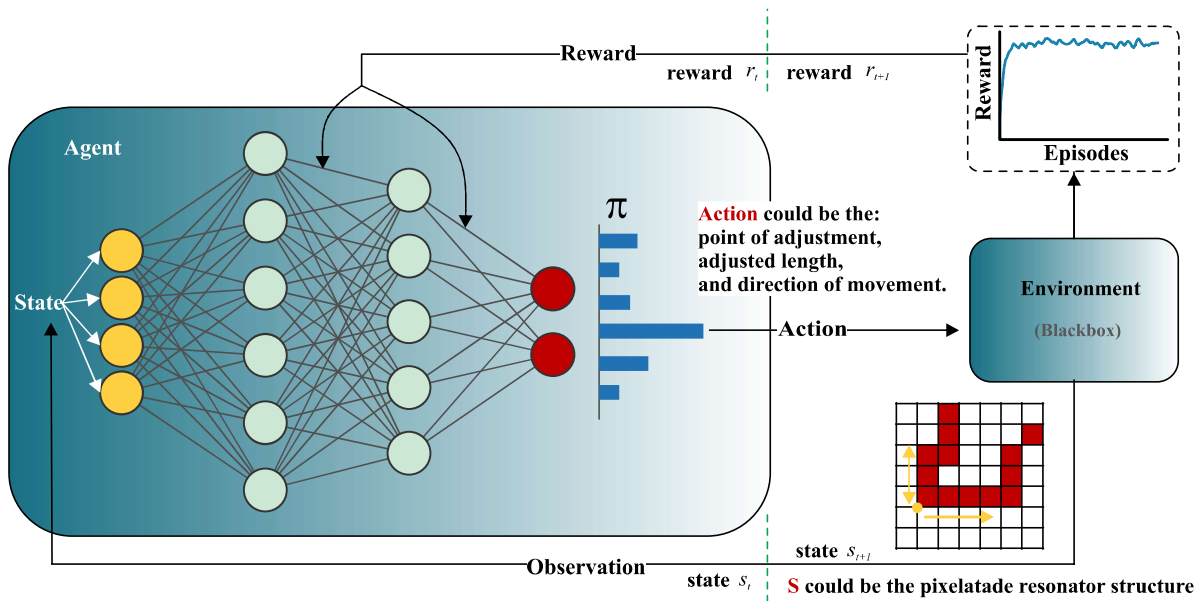 Reward
reward r_t
reward r_{t+1}
Reward
Episodes
Agent
π
Action could be the:
point of adjustment,
adjusted length,
and direction of movement.
State
Action
Environment
(Blackbox)
Observation
state s_t
state s_{t+1}
S could be the pixelatade resonator structure